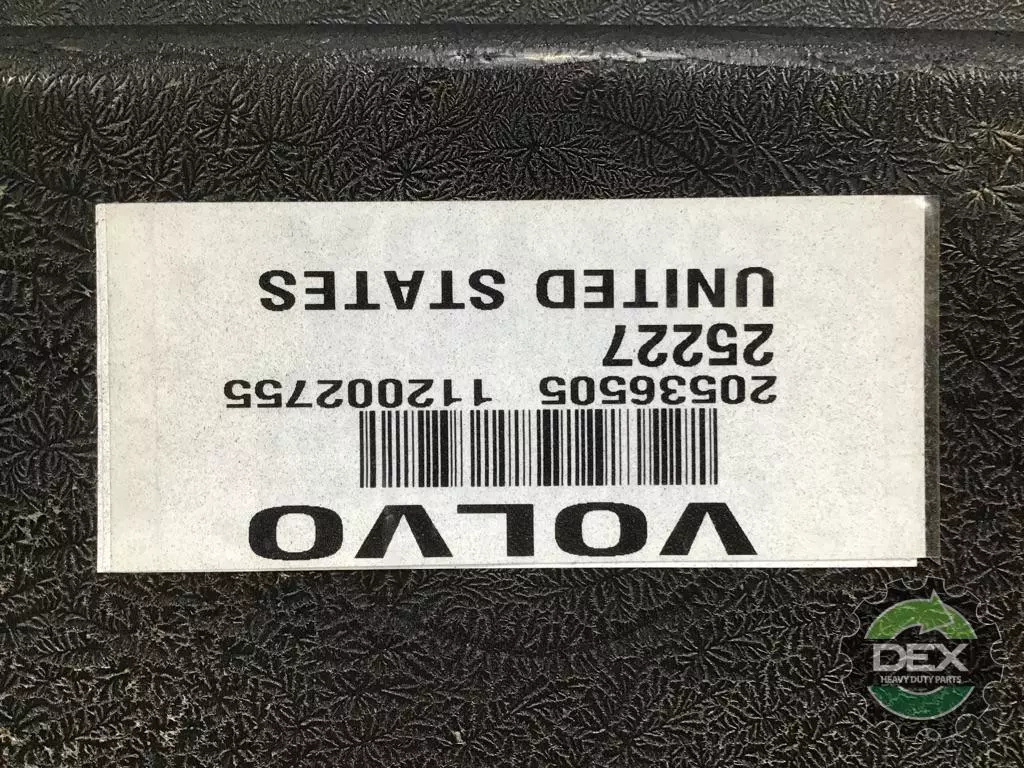 VOLVO
20536505 112002755
25227
UNITED STATES
DEX
HEAVY DUTY PARTS